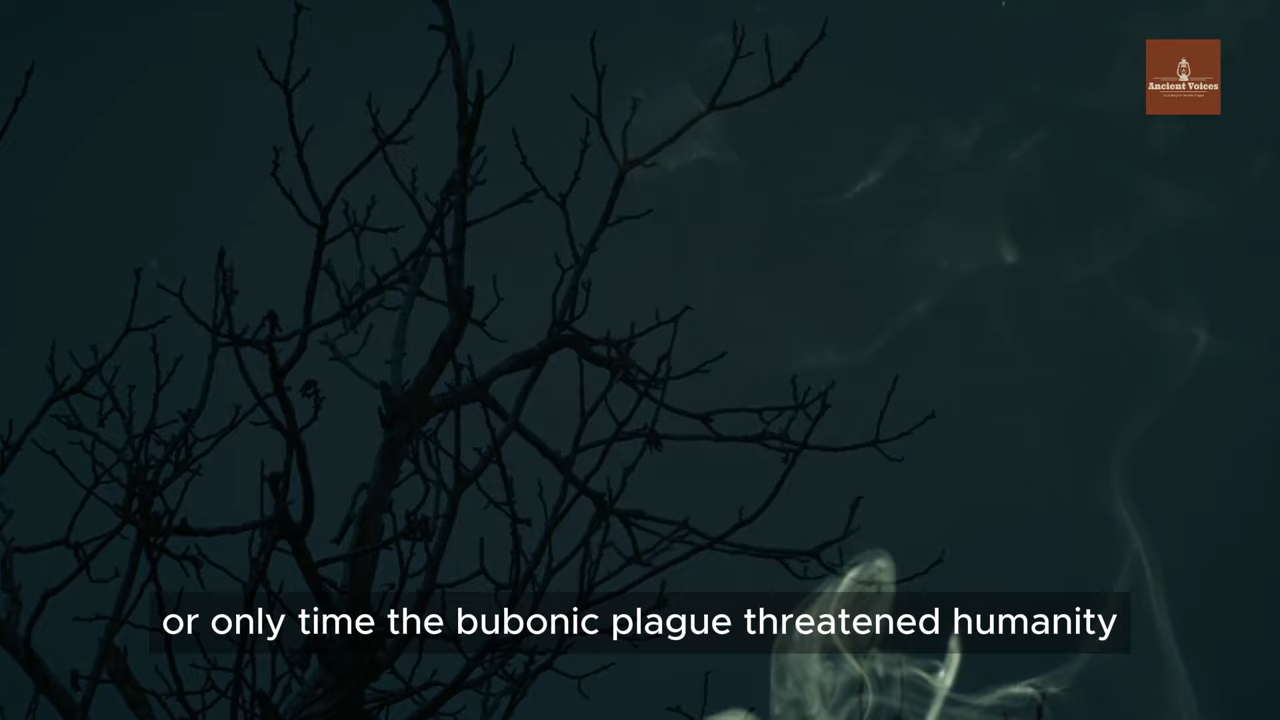 Ancient Voices
or only time the bubonic plague threatened humanity